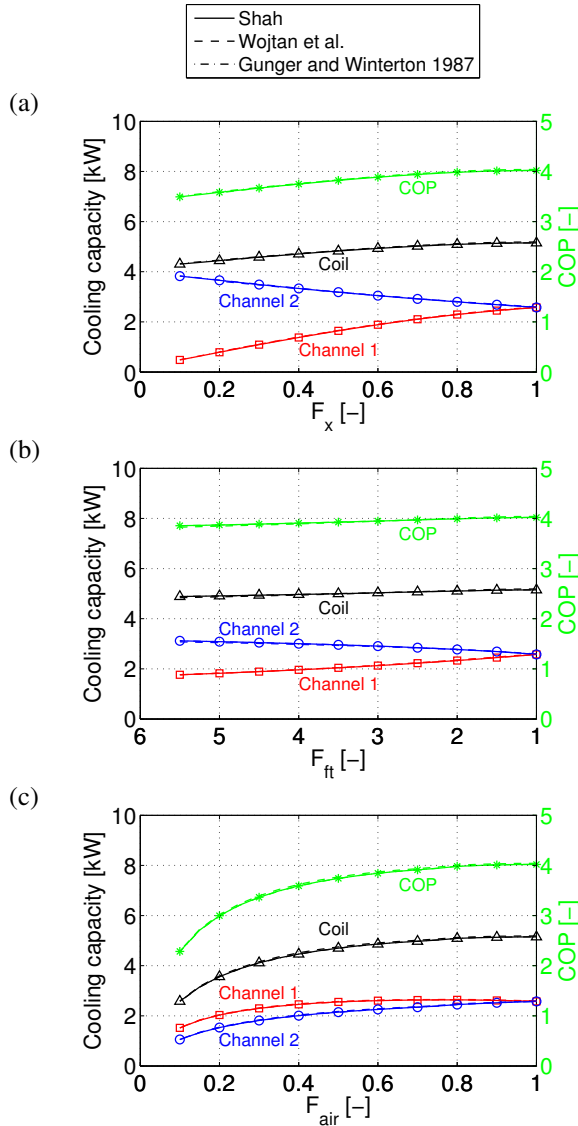 Shah
Wojtan et al.
Gunger and Winterton 1987
(a)
10
8
6
4
2
0
Cooling capacity [kW]
5
4
3
2
1
0
COP [-]
COP
Coil
Channel 2
Channel 1
0 0.2 0.4 0.6 0.8 1
F_x [-]
(b)
10
8
6
4
2
0
Cooling capacity [kW]
5
4
3
2
1
0
COP [-]
COP
Coil
Channel 2
Channel 1
6 5 4 3 2 1
F_ft [-]
(c)
10
8
6
4
2
0
Cooling capacity [kW]
5
4
3
2
1
0
COP [-]
COP
Coil
Channel 1
Channel 2
0 0.2 0.4 0.6 0.8 1
F_air [-]